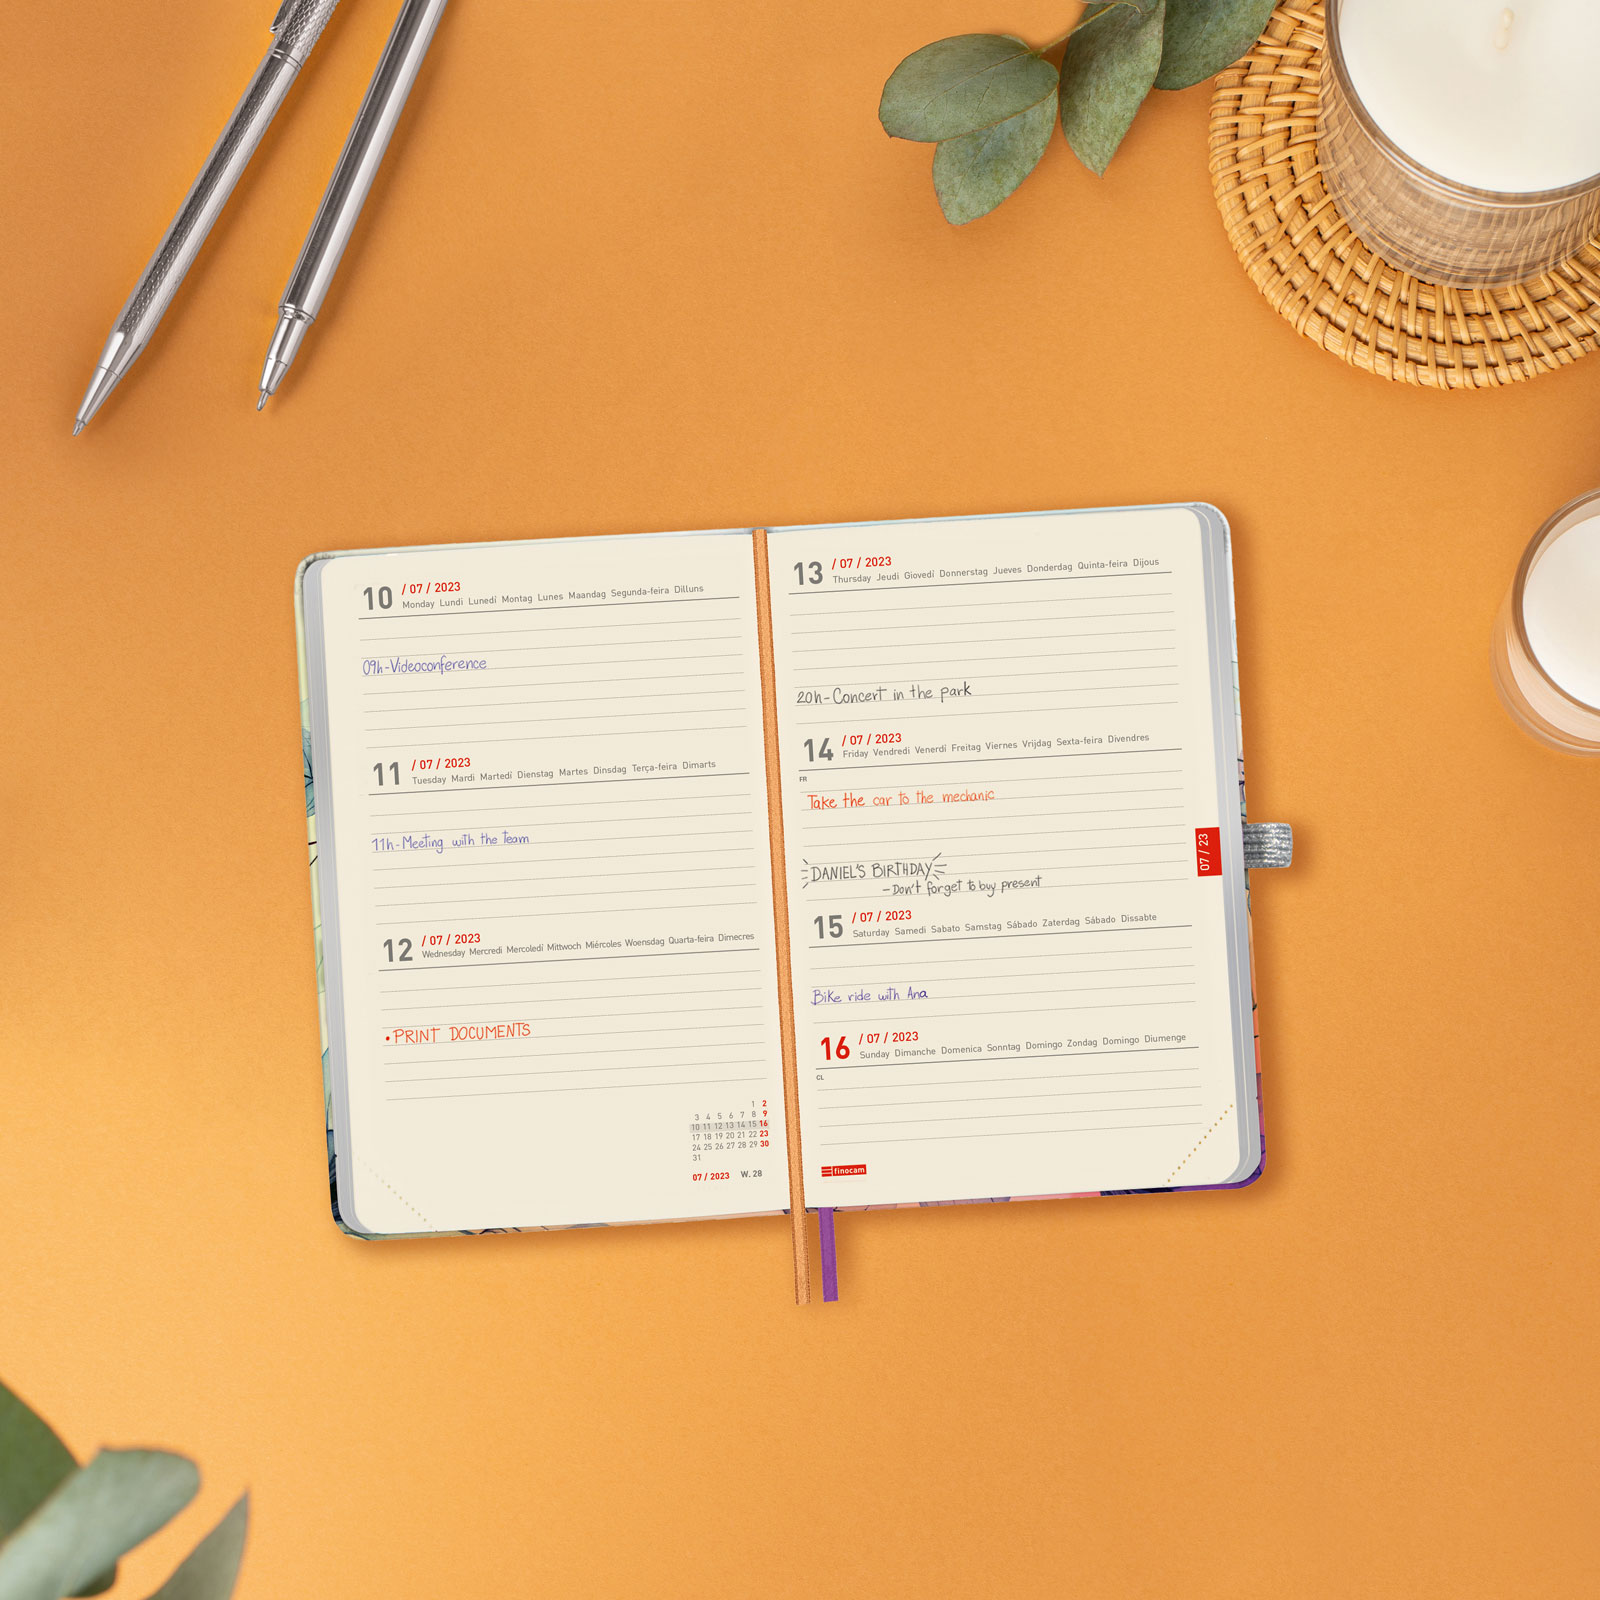 10 / 07 / 2023
Monday Lundi Lunedí Montag Lunes Maandag Segunda-feira Dilluns
09h-Videoconference
11 / 07 / 2023
Tuesday Mardi Martedí Dienstag Martes Dinsdag Terça-feira Dimarts
11h-Meeting with the team
12 / 07 / 2023
Wednesday Mercredi Mercoledí Mittwoch Miércoles Woensdag Quarta-feira Dimecres
• PRINT DOCUMENTS
1 2
3 4 5 6 7 8 9
10 11 12 13 14 15 16
17 18 19 20 21 22 23
24 25 26 27 28 29 30
31
07 / 2023 W. 28
13 / 07 / 2023
Thursday Jeudi Giovedí Donnerstag Jueves Donderdag Quinta-feira Dijous
20h-Concert in the park
14 / 07 / 2023
Friday Vendredi Venerdí Freitag Viernes Vrijdag Sexta-feira Divendres
FR
Take the car to the mechanic
DANIEL'S BIRTHDAY
-Don't forget to buy present
07 / 23
15 / 07 / 2023
Saturday Samedi Sabato Samstag Sábado Zaterdag Sábado Dissabte
Bike ride with Ana
16 / 07 / 2023
Sunday Dimanche Domenica Sonntag Domingo Zondag Domingo Diumenge
CL
finocam